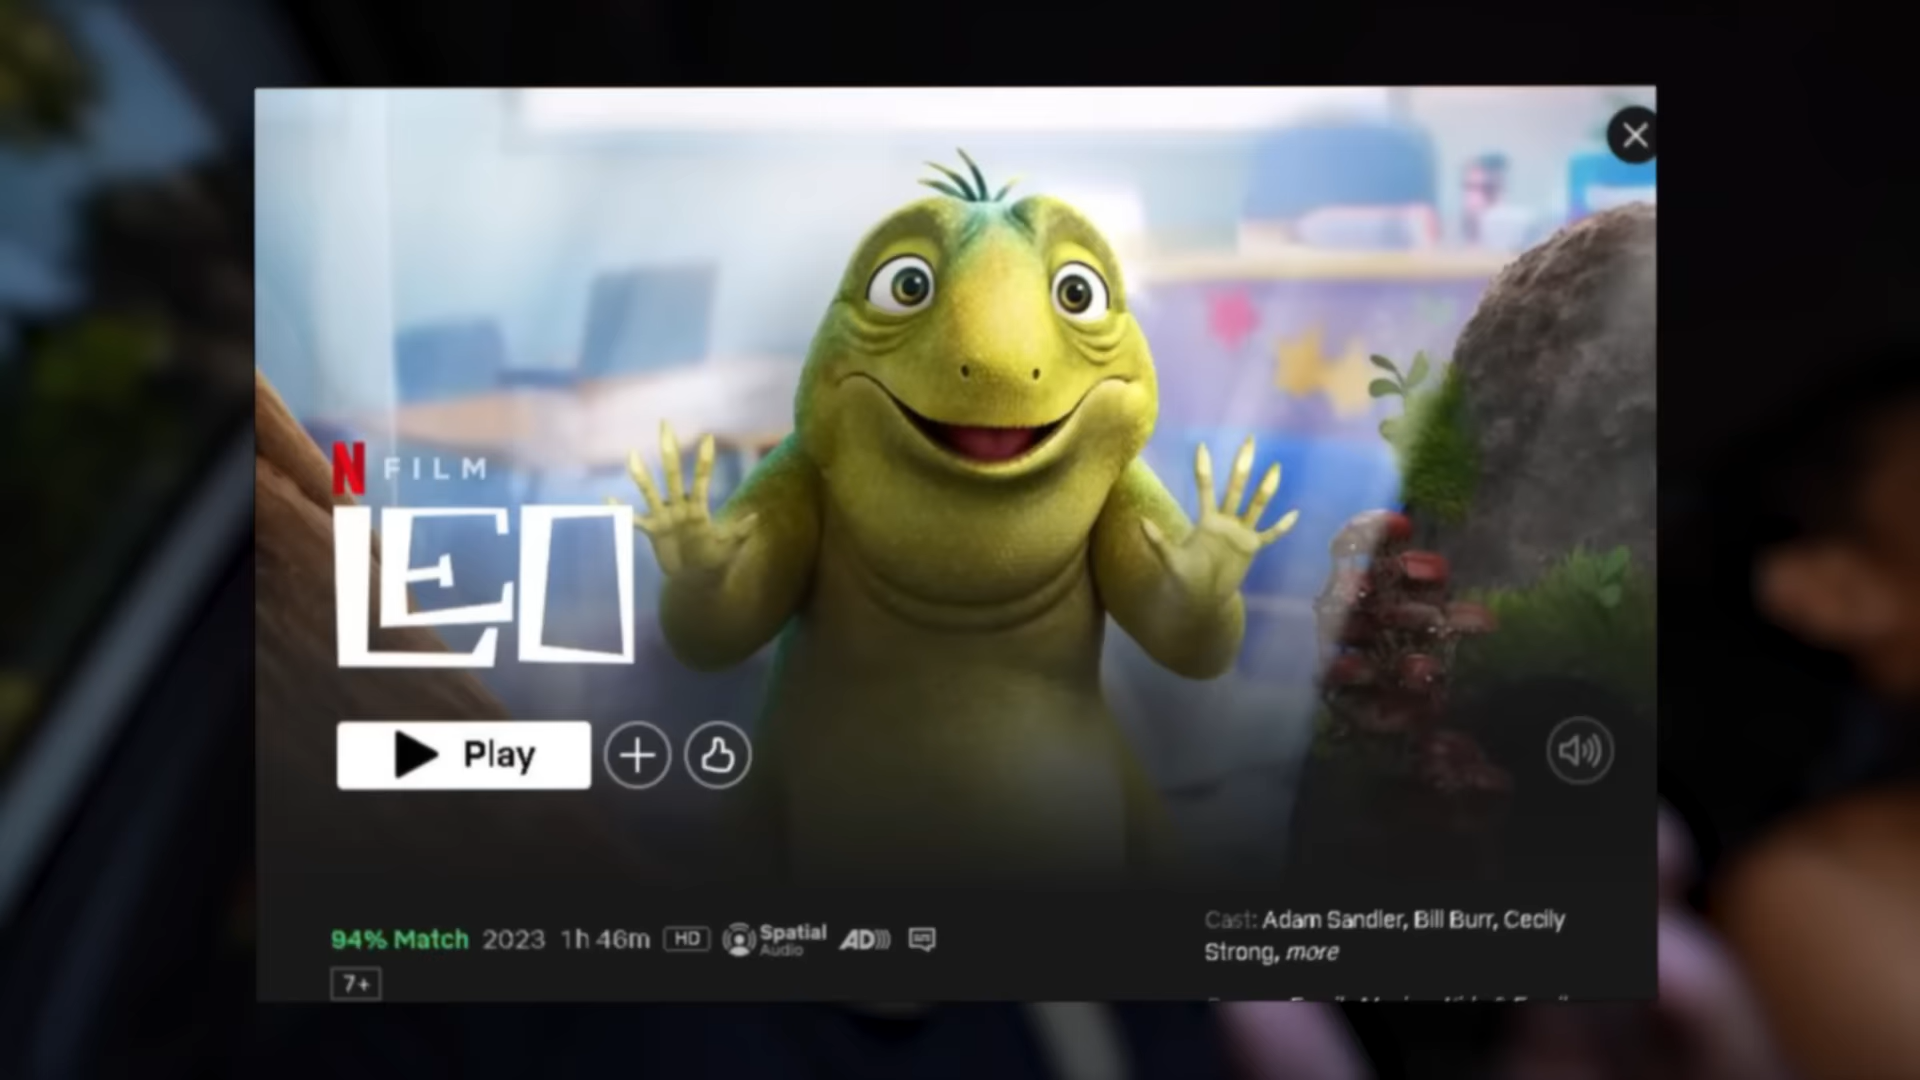 N FILM
LEO
Play
94% Match 2023 1h 46m HD Spatial Audio AD
7+
Cast: Adam Sandler, Bill Burr, Cecily
Strong, more